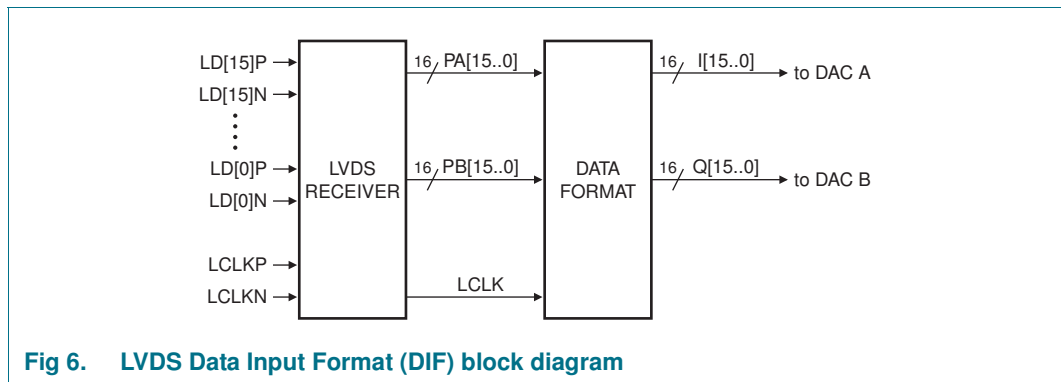 LD[15]P
LD[15]N
LD[0]P
LD[0]N
LCLKP
LCLKN
LVDS
RECEIVER
16 PA[15..0]
16 PB[15..0]
LCLK
DATA
FORMAT
16 I[15..0]
to DAC A
16 Q[15..0]
to DAC B
Fig 6. LVDS Data Input Format (DIF) block diagram